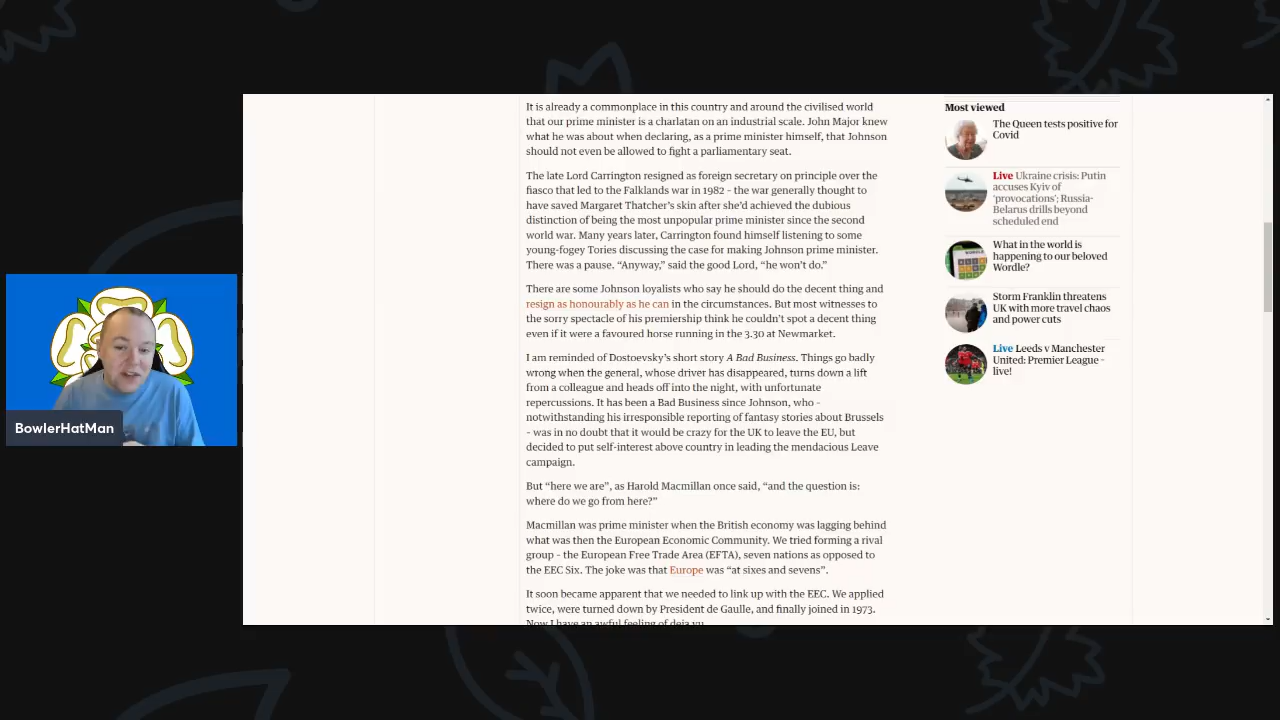 It is already a commonplace in this country and around the civilised world
that our prime minister is a charlatan on an industrial scale. John Major knew
what he was about when declaring, as a prime minister himself, that Johnson
should not even be allowed to fight a parliamentary seat.
The late Lord Carrington resigned as foreign secretary on principle over the
fiasco that led to the Falklands war in 1982 – the war generally thought to
have saved Margaret Thatcher's skin after she'd achieved the dubious
distinction of being the most unpopular prime minister since the second
world war. Many years later, Carrington found himself listening to some
young-fogey Tories discussing the case for making Johnson prime minister.
There was a pause. “Anyway,” said the good Lord, “he won't do.”
There are some Johnson loyalists who say he should do the decent thing and
resign as honourably as he can in the circumstances. But most witnesses to
the sorry spectacle of his premiership think he couldn't spot a decent thing
even if it were a favoured horse running in the 3.30 at Newmarket.
I am reminded of Dostoevsky's short story A Bad Business. Things go badly
wrong when the general, whose driver has disappeared, turns down a lift
from a colleague and heads off into the night, with unfortunate
repercussions. It has been a Bad Business since Johnson, who –
notwithstanding his irresponsible reporting of fantasy stories about Brussels
– was in no doubt that it would be crazy for the UK to leave the EU, but
decided to put self-interest above country in leading the mendacious Leave
campaign.
But “here we are”, as Harold Macmillan once said, “and the question is:
where do we go from here?”
Macmillan was prime minister when the British economy was lagging behind
what was then the European Economic Community. We tried forming a rival
group – the European Free Trade Area (EFTA), seven nations as opposed to
the EEC Six. The joke was that Europe was “at sixes and sevens”.
It soon became apparent that we needed to link up with the EEC. We applied
twice, were turned down by President de Gaulle, and finally joined in 1973.
Now I have an awful feeling of deja vu.
Most viewed
The Queen tests positive for
Covid
Live Ukraine crisis: Putin
accuses Kyiv of
‘provocations’; Russia-
Belarus drills beyond
scheduled end
What in the world is
happening to our beloved
Wordle?
Storm Franklin threatens
UK with more travel chaos
and power cuts
Live Leeds v Manchester
United: Premier League –
live!
BowlerHatMan